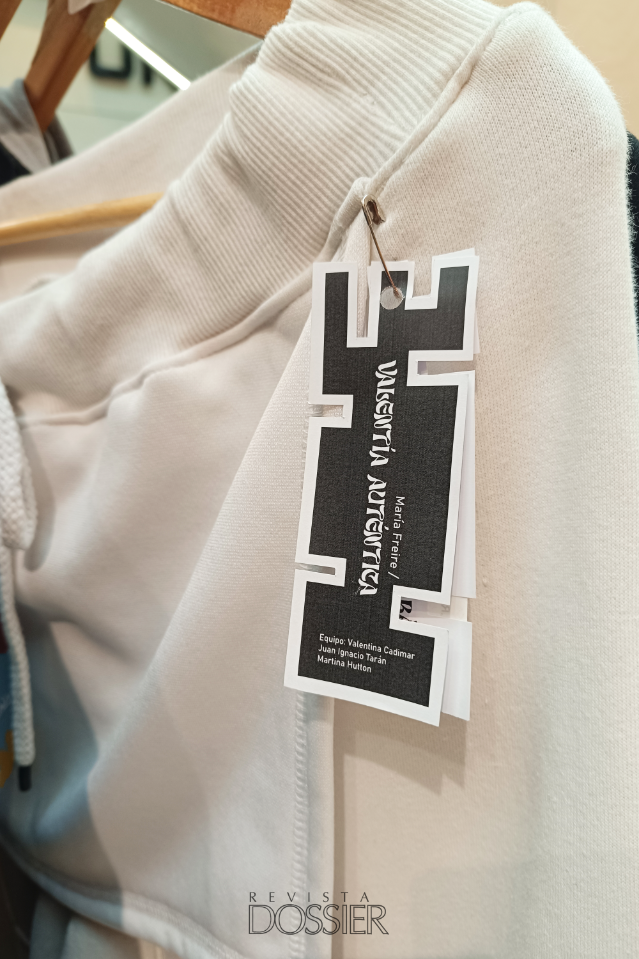 VALENTÍA AUTÉNTICA
María Freire /
Equipo: Valentina Cadimar
Juan Ignacio Tarán
Martina Hutton
REVISTA
DOSSIER